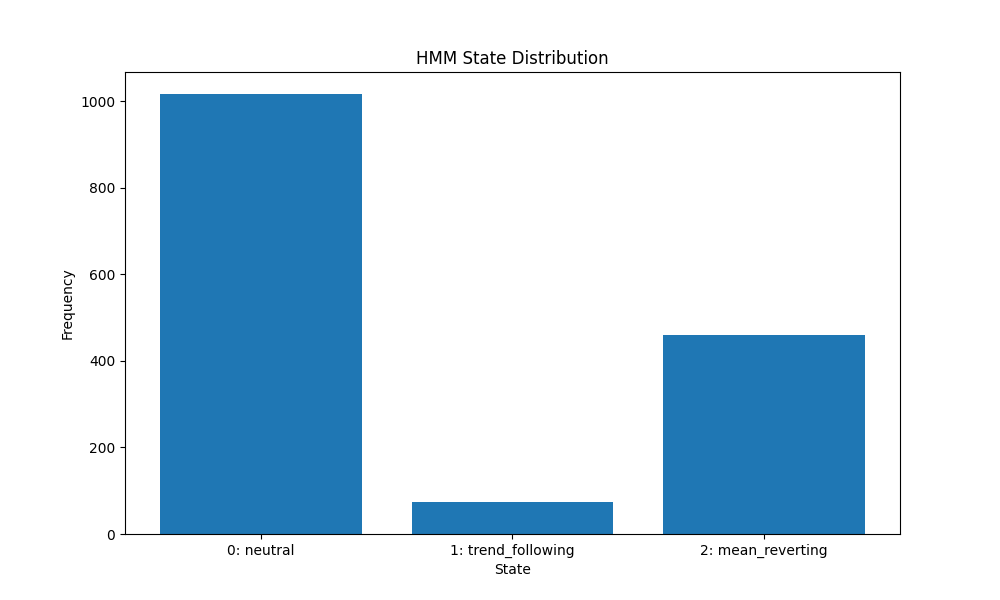 HMM State Distribution
Frequency
1000
800
600
400
200
0
0: neutral
1: trend_following
2: mean_reverting
State